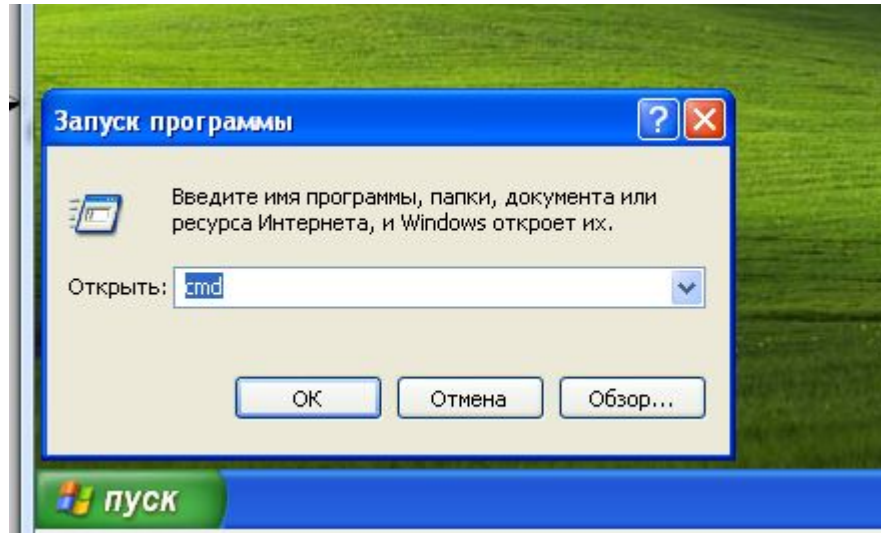 Запуск программы
Введите имя программы, папки, документа или
ресурса Интернета, и Windows откроет их.
Открыть: cmd
ОК Отмена Обзор...
пуск